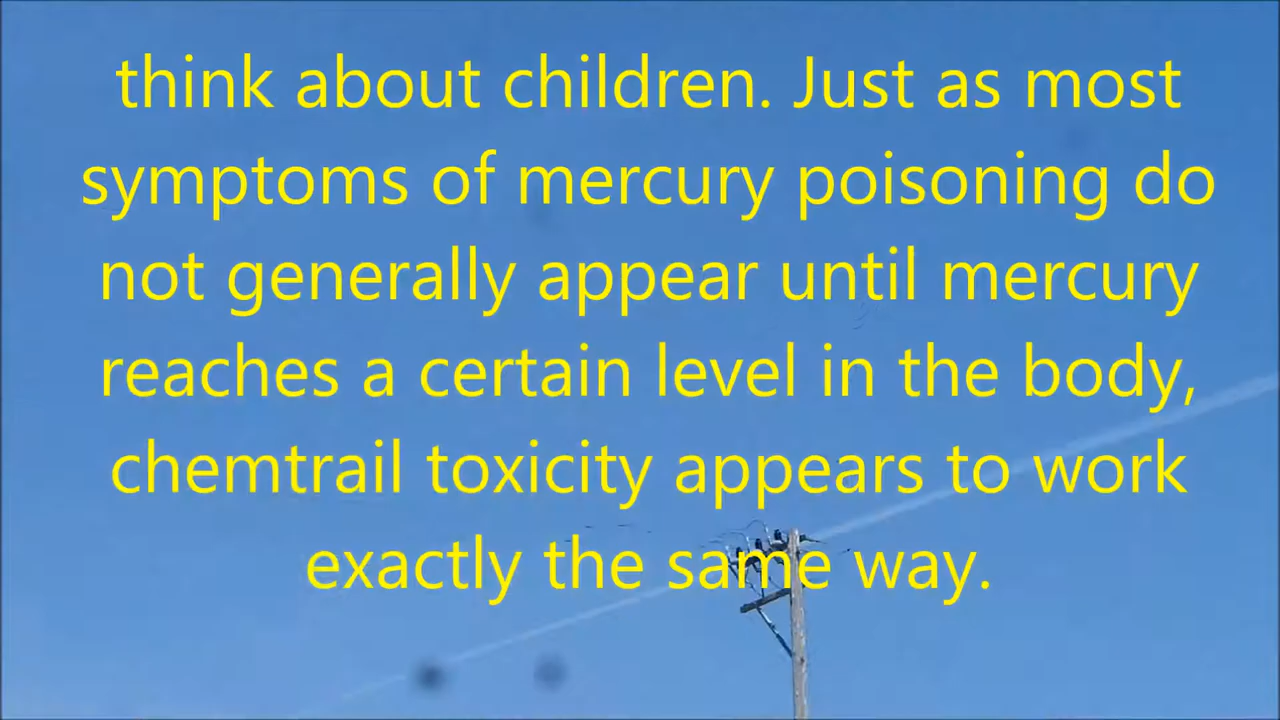 think about children. Just as most
symptoms of mercury poisoning do
not generally appear until mercury
reaches a certain level in the body,
chemtrail toxicity appears to work
exactly the same way.